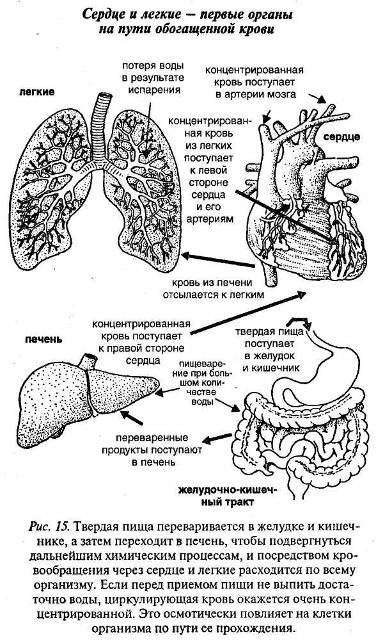 Сердце и легкие – первые органы
на пути обогащенной крови
легкие
потеря воды
в результате
испарения
концентрированная
кровь поступает
в артерии мозга
концентрирован-
ная кровь
из легких
поступает
к левой
стороне
сердца
и его
артериям
сердце
кровь из печени
отсылается к легким
печень
концентрированная
кровь поступает
к правой стороне
сердца
твердая пища
поступает
в желудок
и кишечник
пищеваре-
ние при боль-
шом коли-
честве
воды
переваренные
продукты поступают
в печень
желудочно-кишеч-
ный тракт
Рис. 15. Твердая пища переваривается в желудке и кишеч-
нике, а затем переходит в печень, чтобы подвергнуться
дальнейшим химическим процессам, и посредством кро-
вообращения через сердце и легкие расходится по всему
организму. Если перед приемом пищи не выпить доста-
точно воды, циркулирующая кровь окажется очень кон-
центрированной. Это осмотически повлияет на клетки
организма по пути ее прохождения.